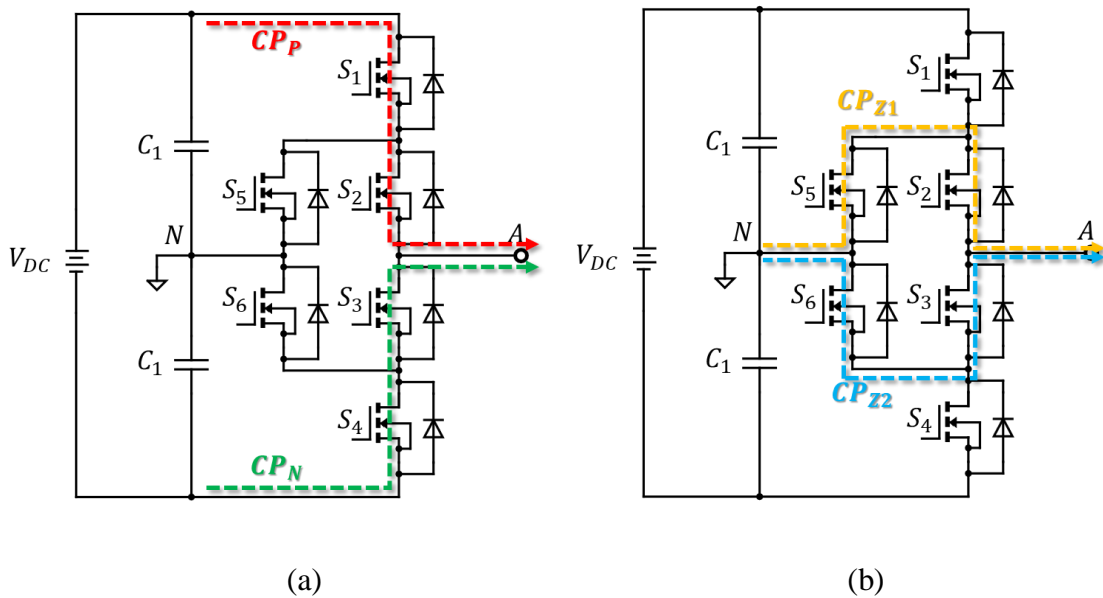 CP_P
S_1
C_1
S_5
S_2
N
A
V_DC
S_6
S_3
C_1
S_4
CP_N
(a)
S_1
CP_Z1
C_1
S_5
S_2
N
A
V_DC
S_6
S_3
C_1
CP_Z2
S_4
(b)